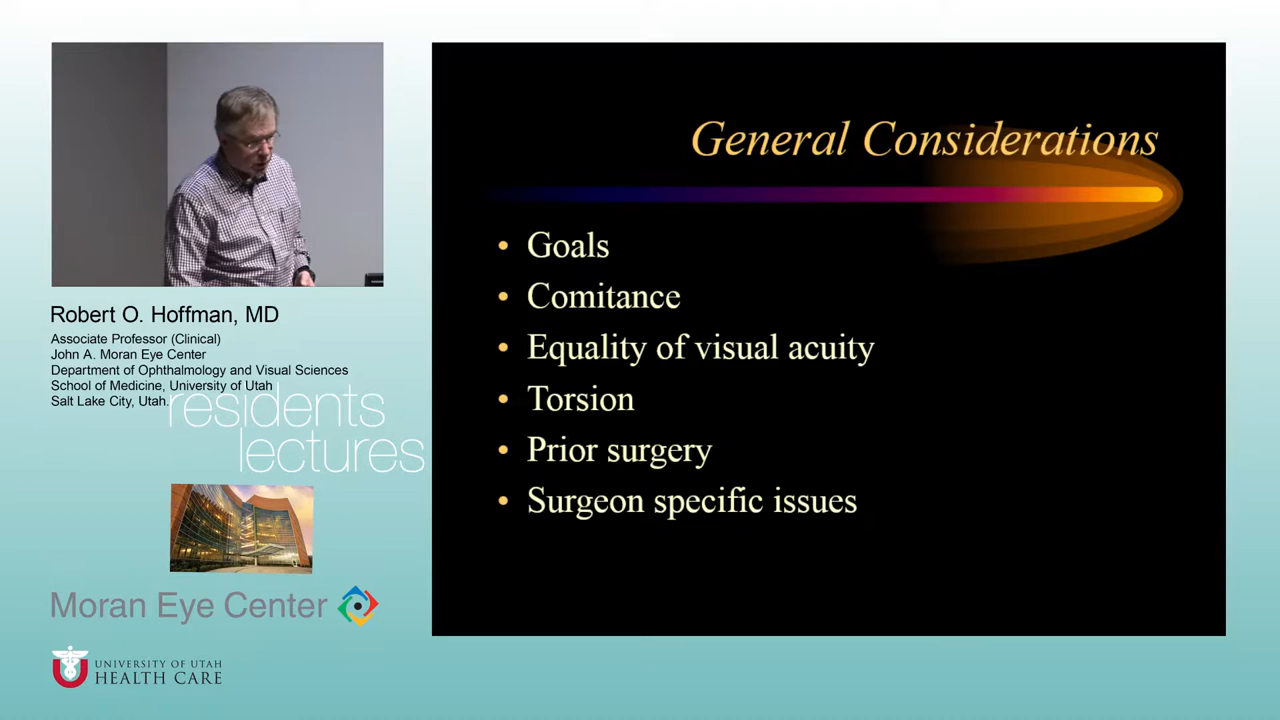 General Considerations
• Goals
• Comitance
• Equality of visual acuity
• Torsion
• Prior surgery
• Surgeon specific issues
Robert O. Hoffman, MD
Associate Professor (Clinical)
John A. Moran Eye Center
Department of Ophthalmology and Visual Sciences
School of Medicine, University of Utah
Salt Lake City, Utah.
residents
lectures
Moran Eye Center
UNIVERSITY OF UTAH
HEALTH CARE